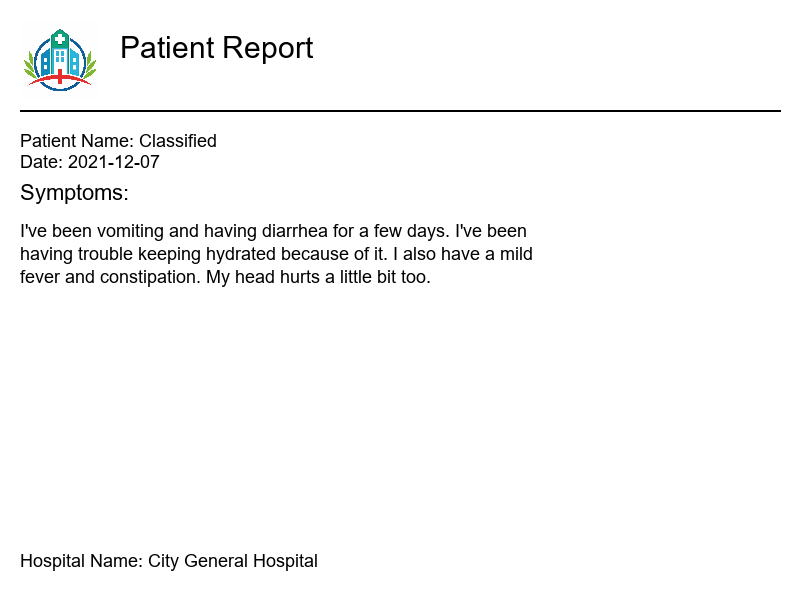 Patient Report
Patient Name: Classified
Date: 2021-12-07
Symptoms:
I've been vomiting and having diarrhea for a few days. I've been
having trouble keeping hydrated because of it. I also have a mild
fever and constipation. My head hurts a little bit too.
Hospital Name: City General Hospital